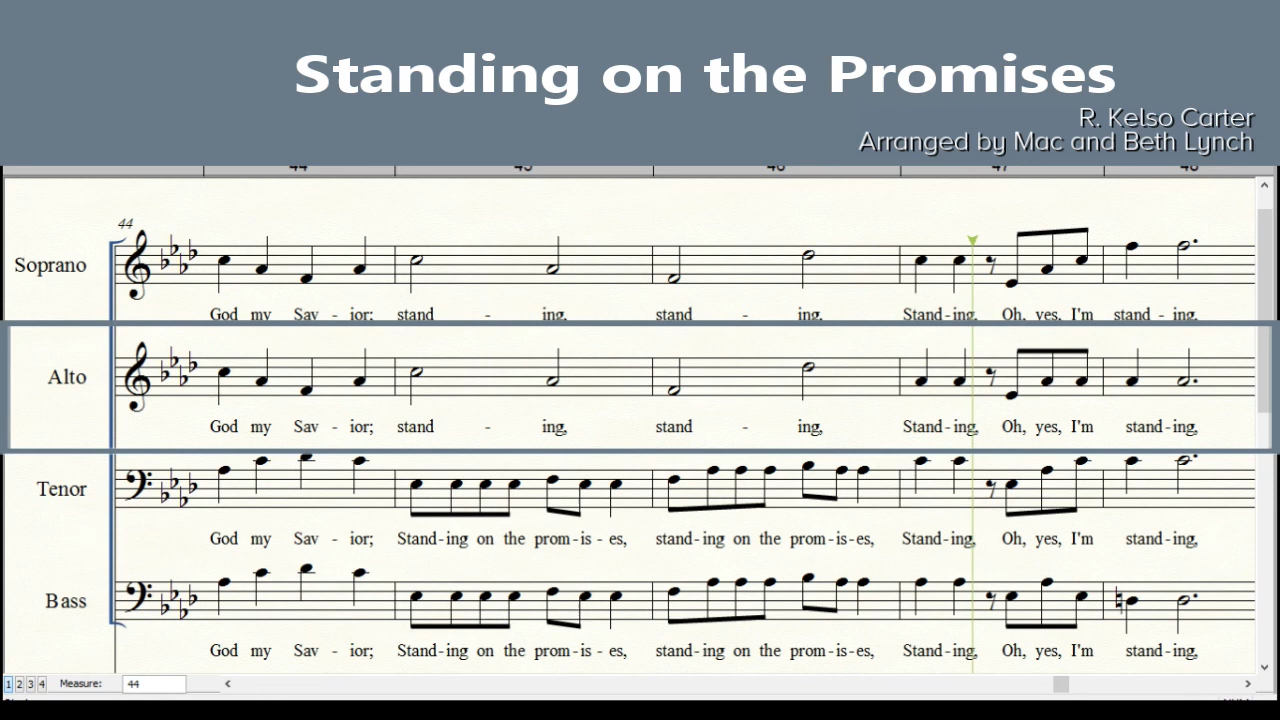 Standing on the Promises
R. Kelso Carter
Arranged by Mac and Beth Lynch
44 45 46 47 48
44
Soprano
God my Sav - ior; stand - ing, stand - ing, Stand-ing, Oh, yes, I'm stand - ing,
Alto
God my Sav - ior; stand - ing, stand - ing, Stand-ing, Oh, yes, I'm stand-ing,
Tenor
God my Sav - ior; Stand-ing on the prom-is-es, stand-ing on the prom-is-es, Stand-ing, Oh, yes, I'm stand-ing,
Bass
God my Sav - ior; Stand-ing on the prom-is-es, stand-ing on the prom-is-es, Stand-ing, Oh, yes, I'm stand-ing,
1 2 3 4 Measure: 44